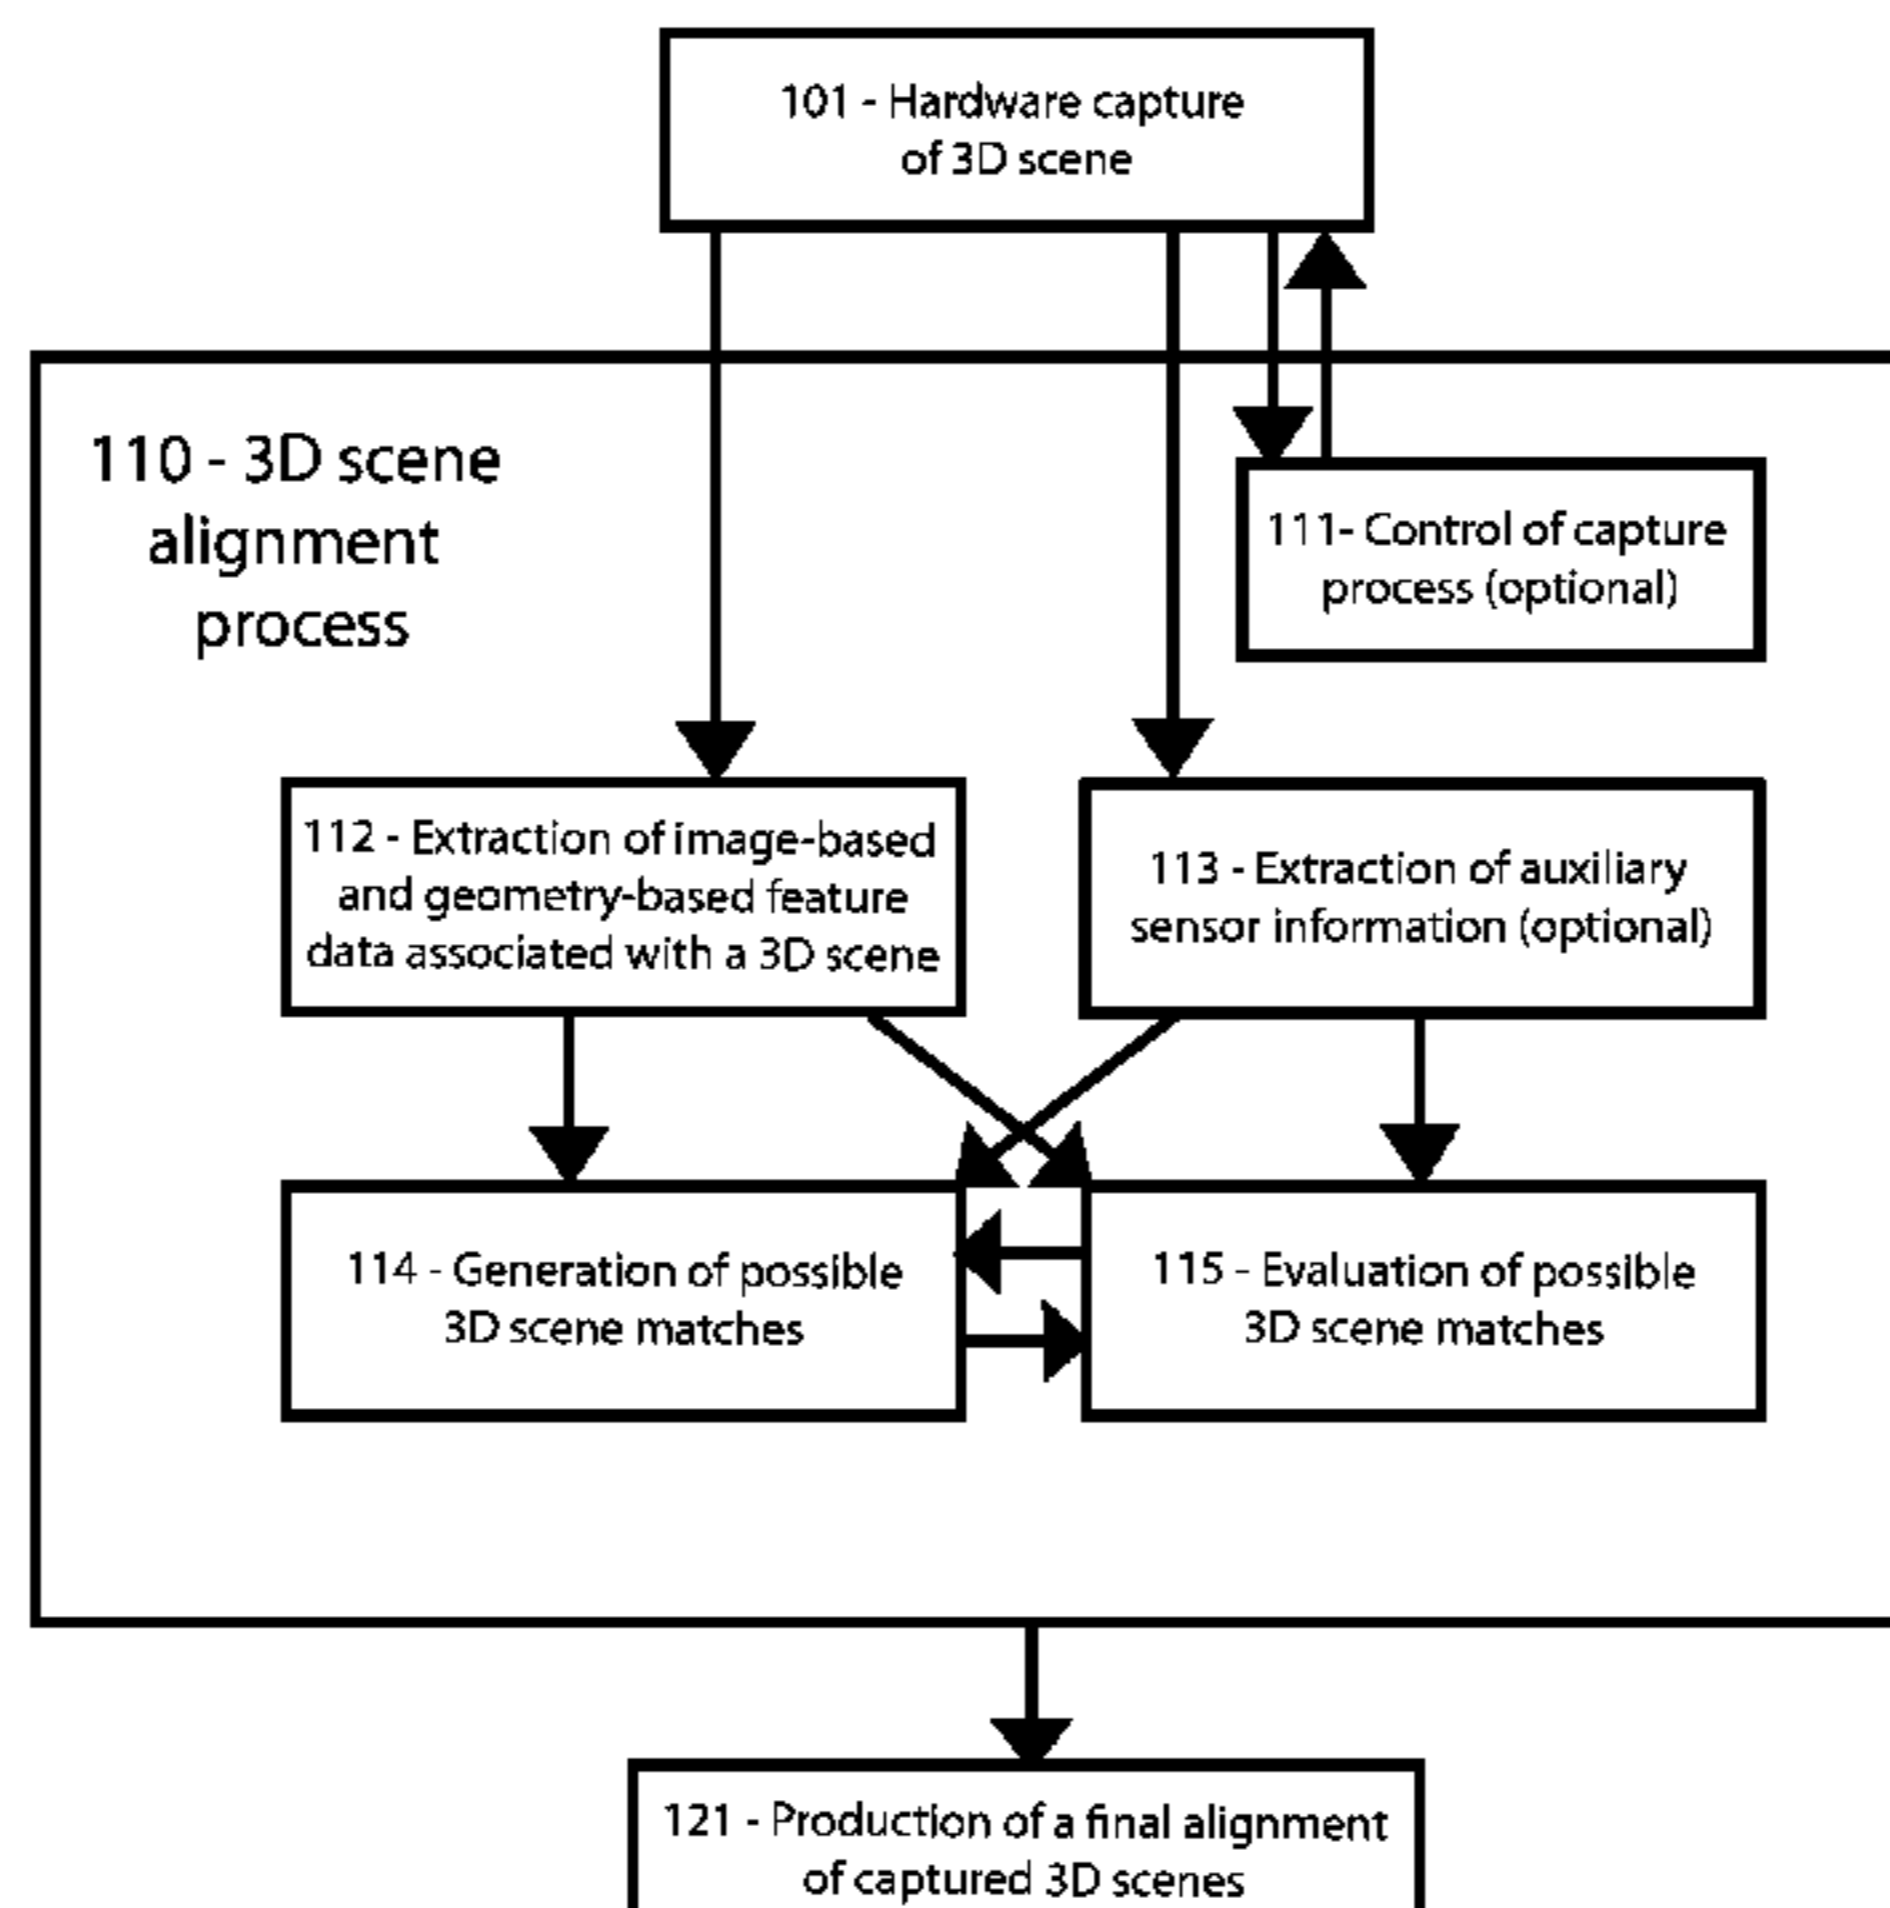 101 - Hardware capture
of 3D scene
110 - 3D scene
alignment
process
111- Control of capture
process (optional)
112 - Extraction of image-based
and geometry-based feature
data associated with a 3D scene
113 - Extraction of auxiliary
sensor information (optional)
114 - Generation of possible
3D scene matches
115 - Evaluation of possible
3D scene matches
121 - Production of a final alignment
of captured 3D scenes